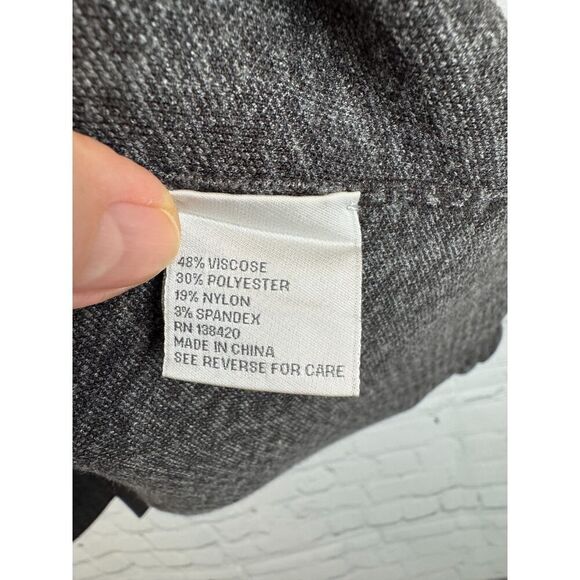 48% VISCOSE
30% POLYESTER
19% NYLON
3% SPANDEX
RN 138420
MADE IN CHINA
SEE REVERSE FOR CARE